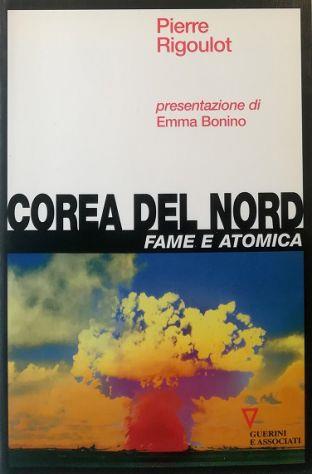 Pierre
Rigoulot
presentazione di
Emma Bonino
COREA DEL NORD
FAME E ATOMICA
GUERINI
E ASSOCIATI